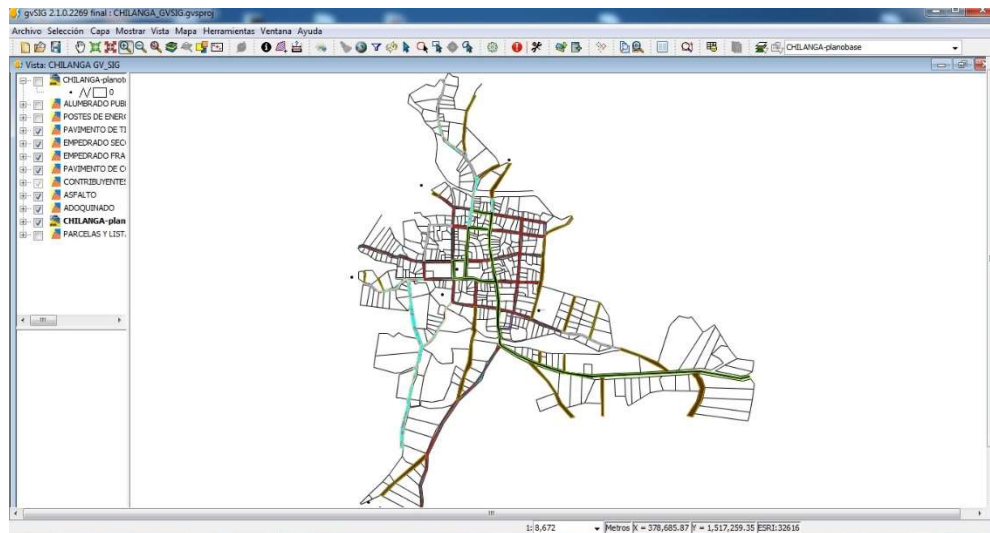 gvSIG 2.1.0.2269 final : CHILANGA_GVSIG.gvsproj
Archivo Selección Capa Mostrar Vista Mapa Herramientas Ventana Ayuda
CHILANGA-planobase
Vista: CHILANGA GV_SIG
CHILANGA-planob
0
ALUMBRADO PUBI
POSTES DE ENER
PAVIMENTO DE TI
EMPEDRADO SEC
EMPEDRADO FRA
PAVIMENTO DE C
CONTRIBUYENTES
ASFALTO
ADOQUINADO
CHILANGA-plan
PARCELAS Y LIST
1: 8,672 Metros X = 378,685.87 Y = 1,517,259.35 ESRI:32616